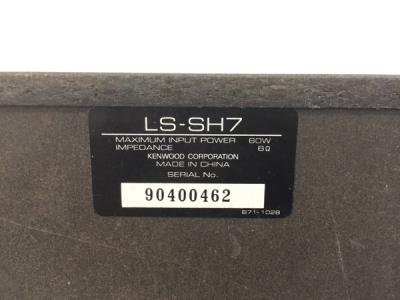 LS-SH7
MAXIMUM INPUT POWER 60W
IMPEDANCE 6Ω
KENWOOD CORPORATION
MADE IN CHINA
SERIAL No.
90400462
B71-1028